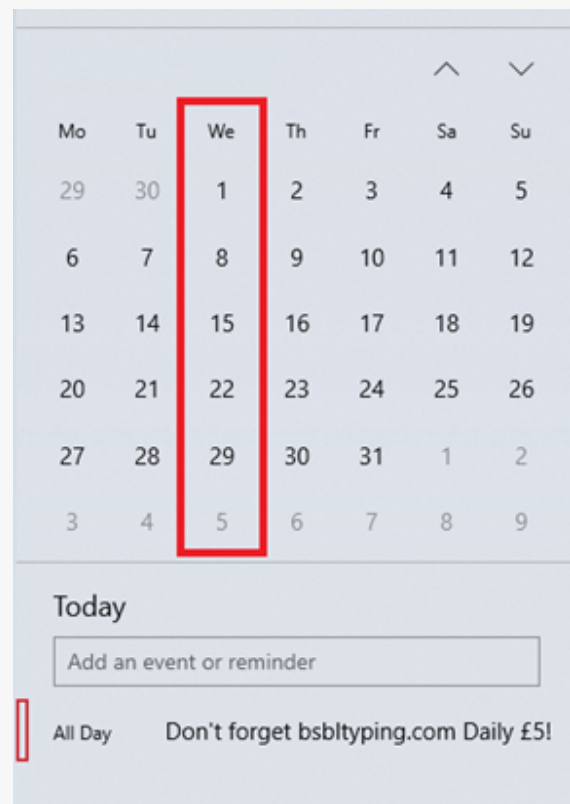 Mo Tu We Th Fr Sa Su
29 30 1 2 3 4 5
6 7 8 9 10 11 12
13 14 15 16 17 18 19
20 21 22 23 24 25 26
27 28 29 30 31 1 2
3 4 5 6 7 8 9
Today
Add an event or reminder
All Day Don't forget bsbltyping.com Daily £5!